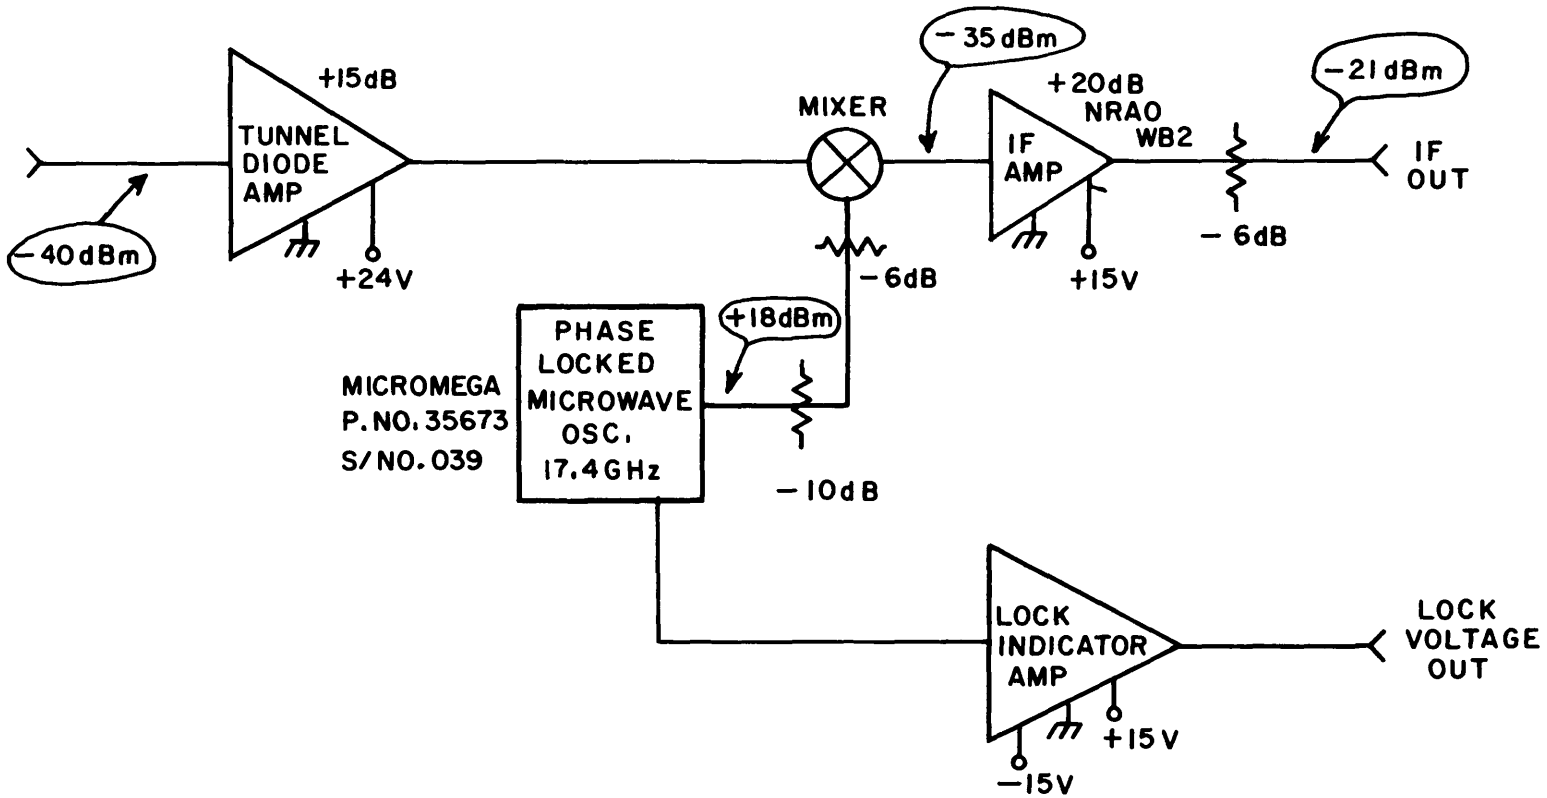 +15dB
TUNNEL
DIODE
AMP
-40dBm
+24V
MIXER
-35dBm
+20dB
NRAO
WB2
IF
AMP
+15V
-21dBm
IF
OUT
-6dB
-6dB
PHASE
LOCKED
MICROWAVE
OSC.
17.4GHz
+18dBm
MICROMEGA
P.NO.35673
S/NO.039
-10dB
LOCK
INDICATOR
AMP
+15V
-15V
LOCK
VOLTAGE
OUT